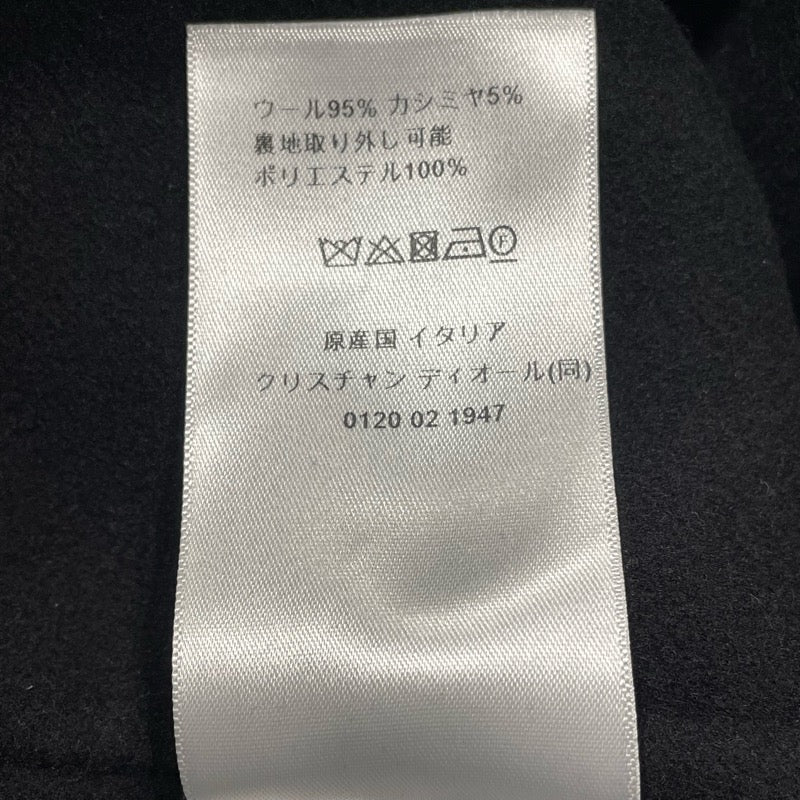 ウール95% カシミヤ5%
裏地取り外し可能
ポリエステル100%
F
原産国 イタリア
クリスチャン ディオール(同)
0120 02 1947